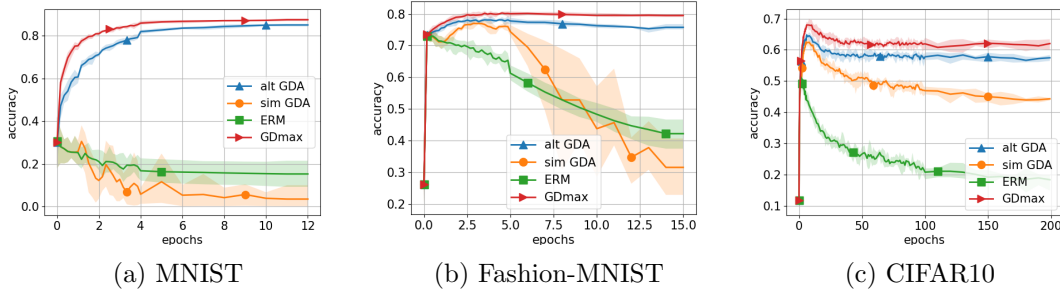 accuracy
0.8
0.6
0.4
0.2
0.0
alt GDA
sim GDA
ERM
GDmax
0 2 4 6 8 10 12
epochs
(a) MNIST
accuracy
0.8
0.7
0.6
0.5
0.4
0.3
0.2
alt GDA
sim GDA
ERM
GDmax
0.0 2.5 5.0 7.5 10.0 12.5 15.0
epochs
(b) Fashion-MNIST
accuracy
0.7
0.6
0.5
0.4
0.3
0.2
0.1
alt GDA
sim GDA
ERM
GDmax
0 50 100 150 200
epochs
(c) CIFAR10